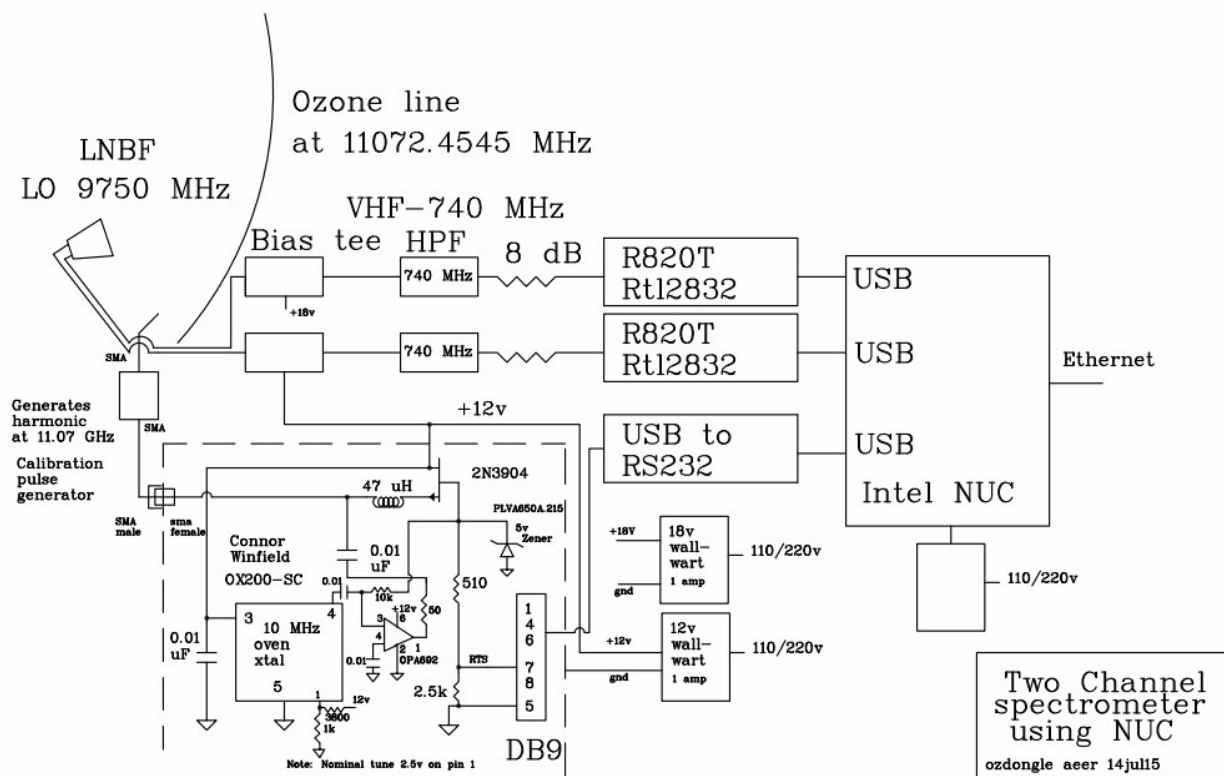 Ozone line
at 11072.4545 MHz
LNBF
LO 9750 MHz
VHF-740 MHz
Bias tee
HPF
8 dB
740 MHz
+18v
R820T
Rtl2832
USB
740 MHz
R820T
Rtl2832
USB
Ethernet
SMA
Generates
harmonic
at 11.07 GHz
SMA
+12v
USB to
RS232
USB
Intel NUC
Calibration
pulse
generator
2N3904
47 uH
SMA
male
sma
female
PLVA650A.215
5v
Zener
Connor
Winfield
OX200-SC
0.01
uF
+18V
18v
wall-
wart
1 amp
110/220v
gnd
110/220v
0.01
10k
510
50
3
4
10 MHz
oven
xtal
5
1
+12v
6
3
4
2
1
OPA692
0.01
0.01
uF
1
4
6
7
8
5
RTS
2.5k
+12v
12v
wall-
wart
1 amp
110/220v
gnd
12v
3800
1k
DB9
Note: Nominal tune 2.5v on pin 1
Two Channel
spectrometer
using NUC
ozdongle aeer 14jul15